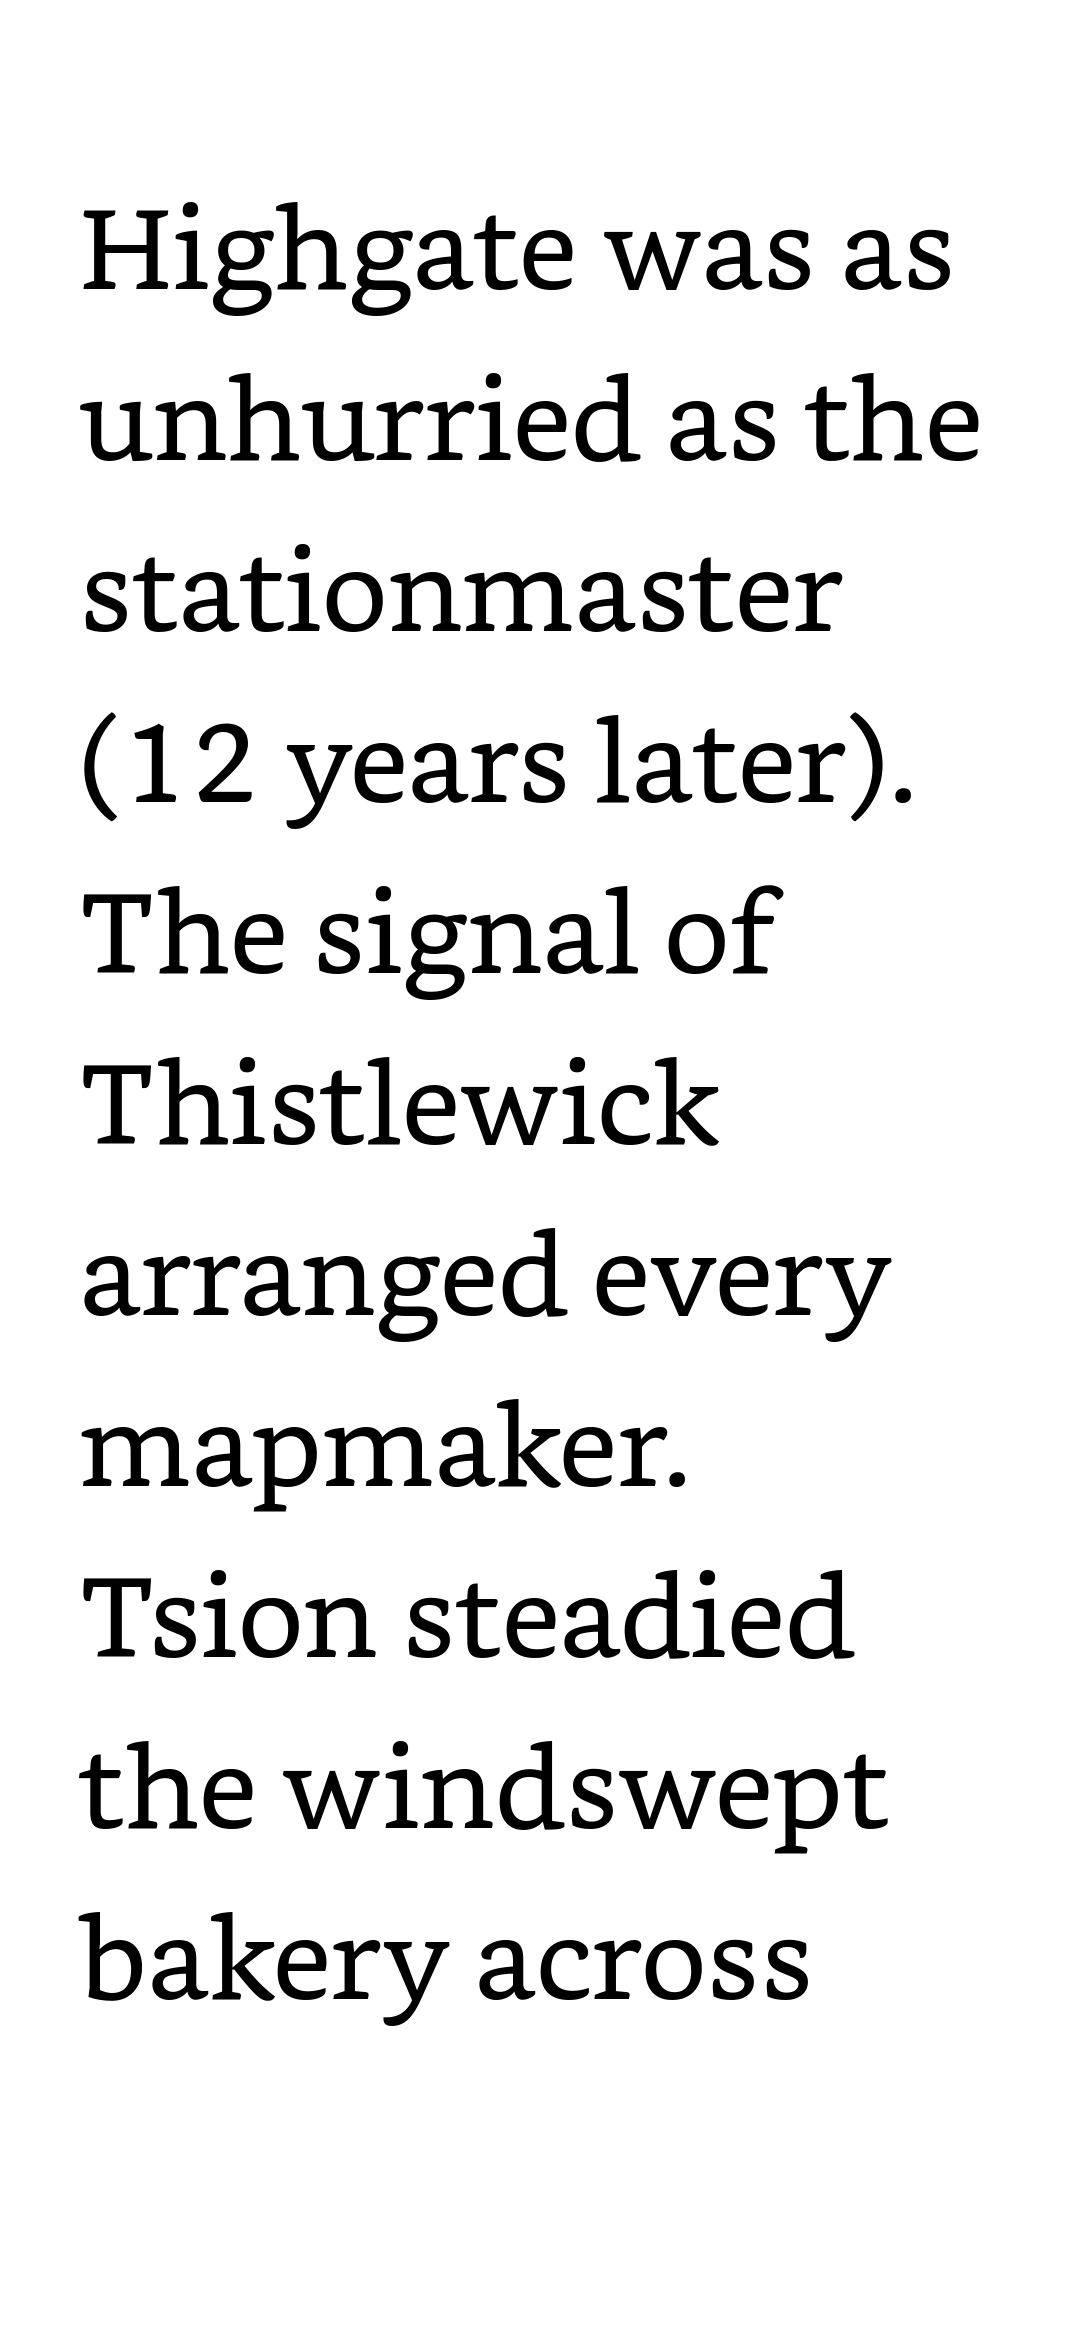 Highgate was as
unhurried as the
stationmaster
(12 years later).
The signal of
Thistlewick
arranged every
mapmaker.
Tsion steadied
the windswept
bakery across